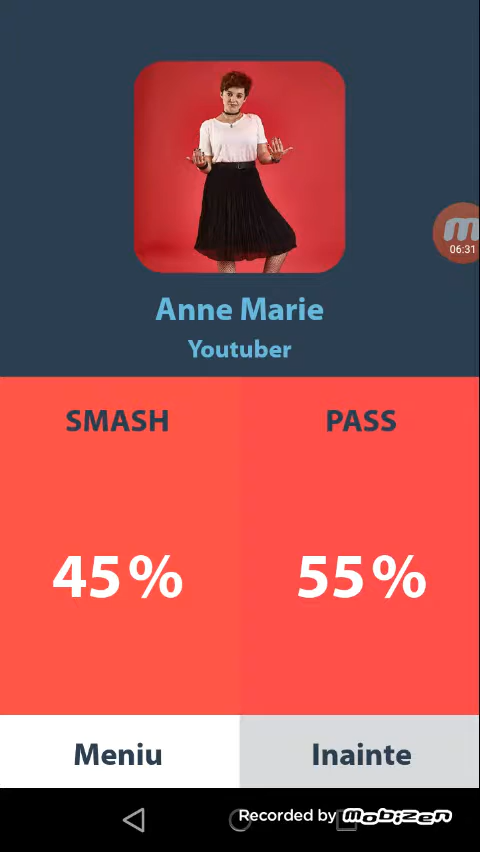 06:31
Anne Marie
Youtuber
SMASH PASS
45% 55%
Meniu Inainte
Recorded by mobizen